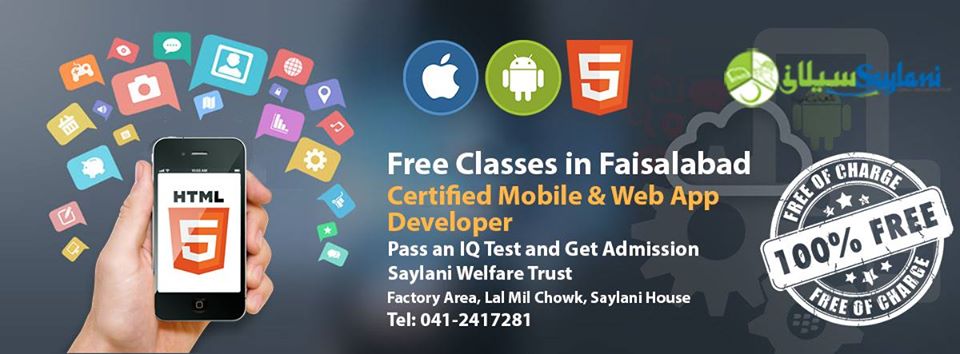 HTML
5
5
سیلانی Saylani
Free Classes in Faisalabad
Certified Mobile & Web App
Developer
Pass an IQ Test and Get Admission
Saylani Welfare Trust
Factory Area, Lal Mil Chowk, Saylani House
Tel: 041-2417281
FREE OF CHARGE
100% FREE
FREE OF CHARGE